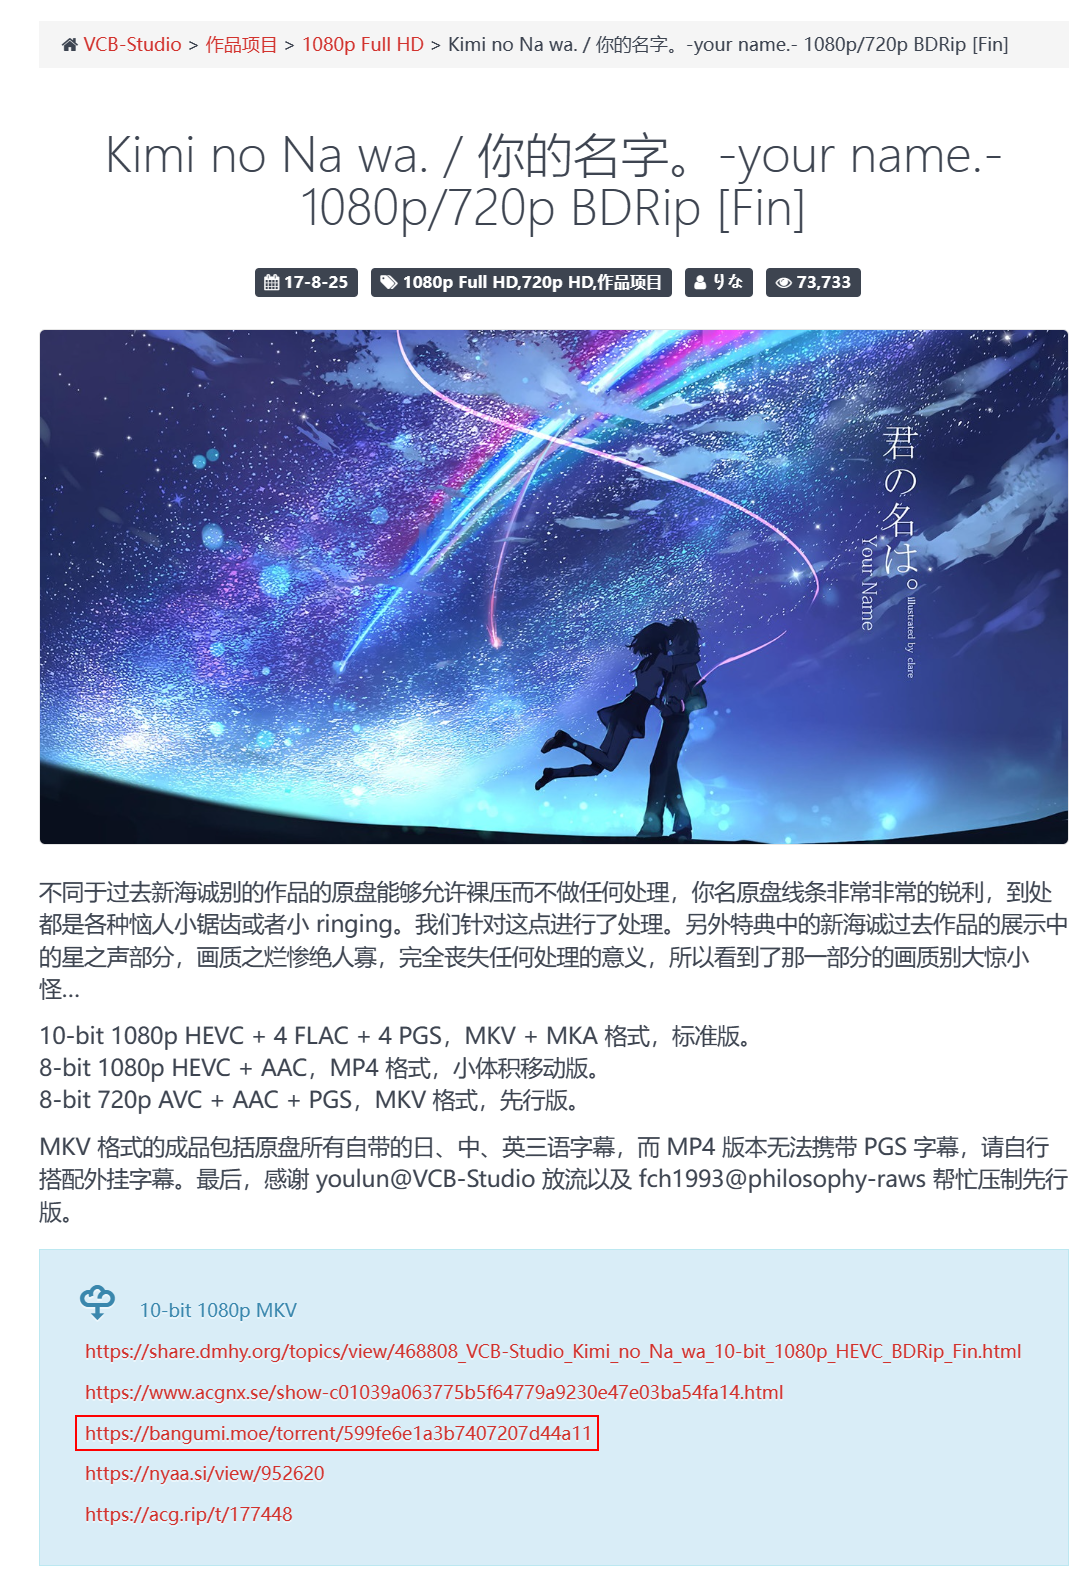 VCB-Studio > 作品项目 > 1080p Full HD > Kimi no Na wa. / 你的名字。-your name.- 1080p/720p BDRip [Fin]
Kimi no Na wa. / 你的名字。-your name.-
1080p/720p BDRip [Fin]
17-8-25 1080p Full HD,720p HD,作品项目 りな 73,733
君の名は。
Your Name
illustrated by clare
不同于过去新海诚别的作品的原盘能够允许裸压而不做任何处理，你名原盘线条非常非常的锐利，到处
都是各种恼人小锯齿或者小 ringing。我们针对这点进行了处理。另外特典中的新海诚过去作品的展示中
的星之声部分，画质之烂惨绝人寡，完全丧失任何处理的意义，所以看到了那一部分的画质别大惊小
怪...
10-bit 1080p HEVC + 4 FLAC + 4 PGS，MKV + MKA 格式，标准版。
8-bit 1080p HEVC + AAC，MP4 格式，小体积移动版。
8-bit 720p AVC + AAC + PGS，MKV 格式，先行版。
MKV 格式的成品包括原盘所有自带的日、中、英三语字幕，而 MP4 版本无法携带 PGS 字幕，请自行
搭配外挂字幕。最后，感谢 youlun@VCB-Studio 放流以及 fch1993@philosophy-raws 帮忙压制先行
版。
10-bit 1080p MKV
https://share.dmhy.org/topics/view/468808_VCB-Studio_Kimi_no_Na_wa_10-bit_1080p_HEVC_BDRip_Fin.html
https://www.acgnx.se/show-c01039a063775b5f64779a9230e47e03ba54fa14.html
https://bangumi.moe/torrent/599fe6e1a3b7407207d44a11
https://nyaa.si/view/952620
https://acg.rip/t/177448